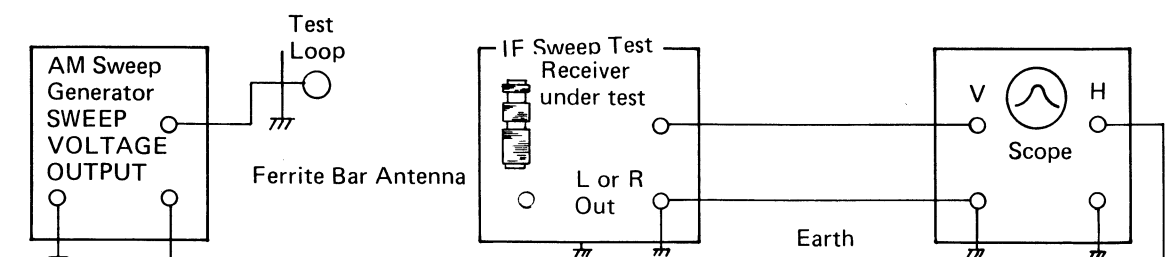 Test
Loop
AM Sweep
Generator
SWEEP
VOLTAGE
OUTPUT
Ferrite Bar Antenna
IF Sweep Test
Receiver
under test
L or R
Out
Earth
V
H
Scope